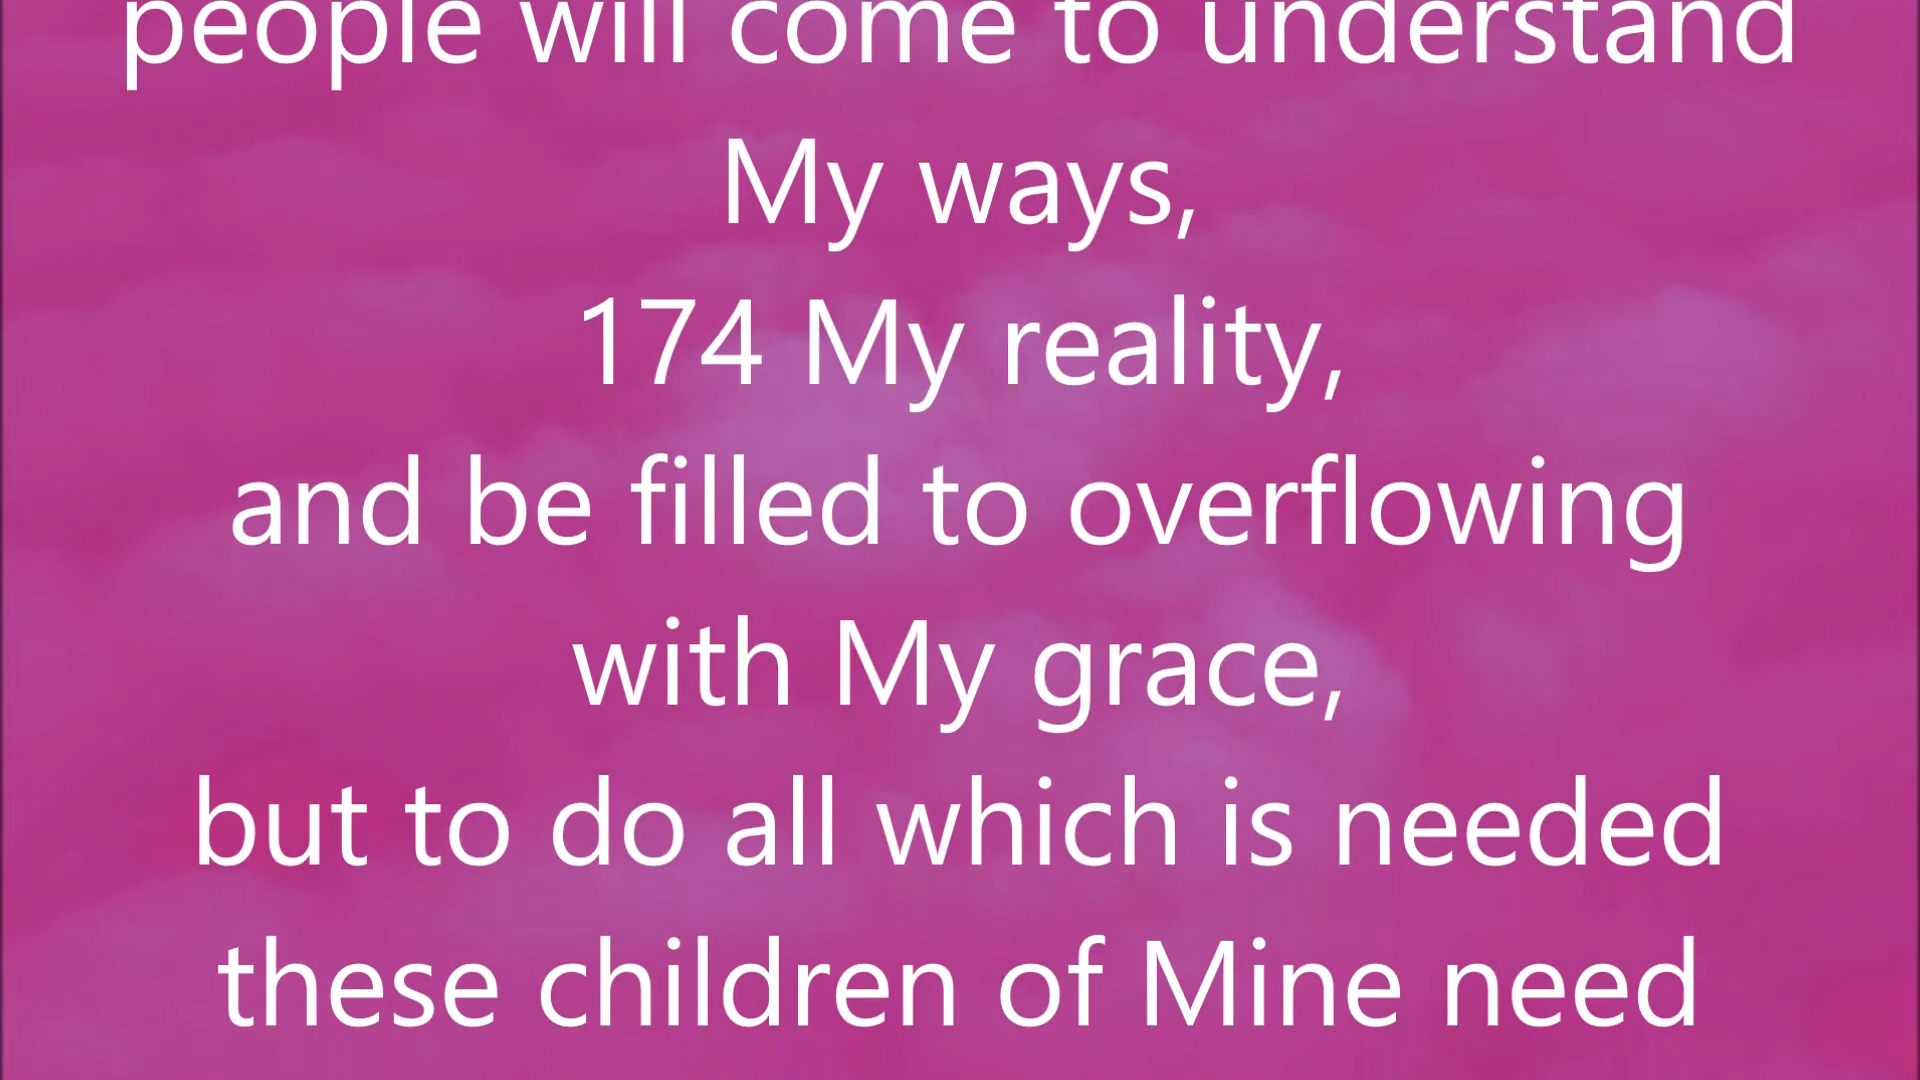 people will come to understand
My ways,
174 My reality,
and be filled to overflowing
with My grace,
but to do all which is needed
these children of Mine need